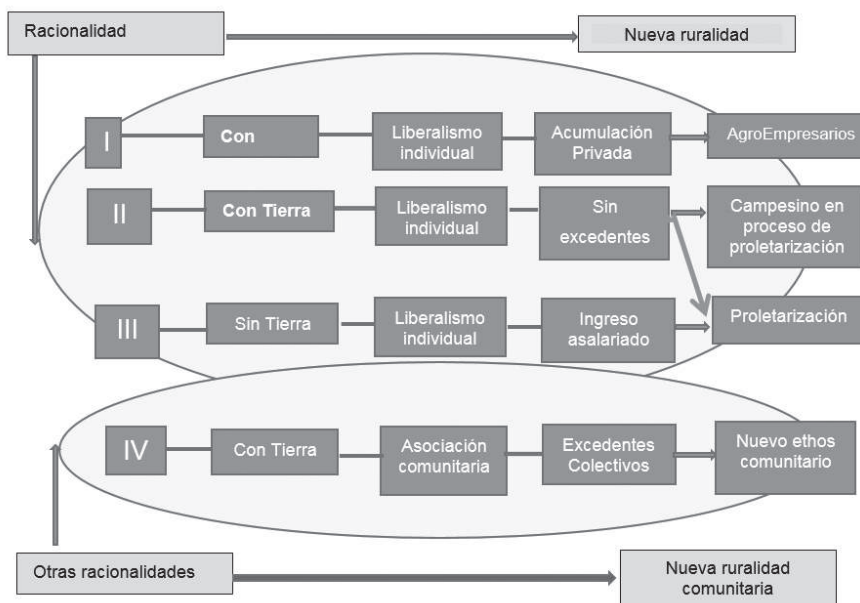 Racionalidad
Nueva ruralidad
I
Con
Liberalismo
individual
Acumulación
Privada
AgroEmpresarios
II
Con Tierra
Liberalismo
individual
Sin
excedentes
Campesino en
proceso de
proletarización
III
Sin Tierra
Liberalismo
individual
Ingreso
asalariado
Proletarización
IV
Con Tierra
Asociación
comunitaria
Excedentes
Colectivos
Nuevo ethos
comunitario
Otras racionalidades
Nueva ruralidad
comunitaria